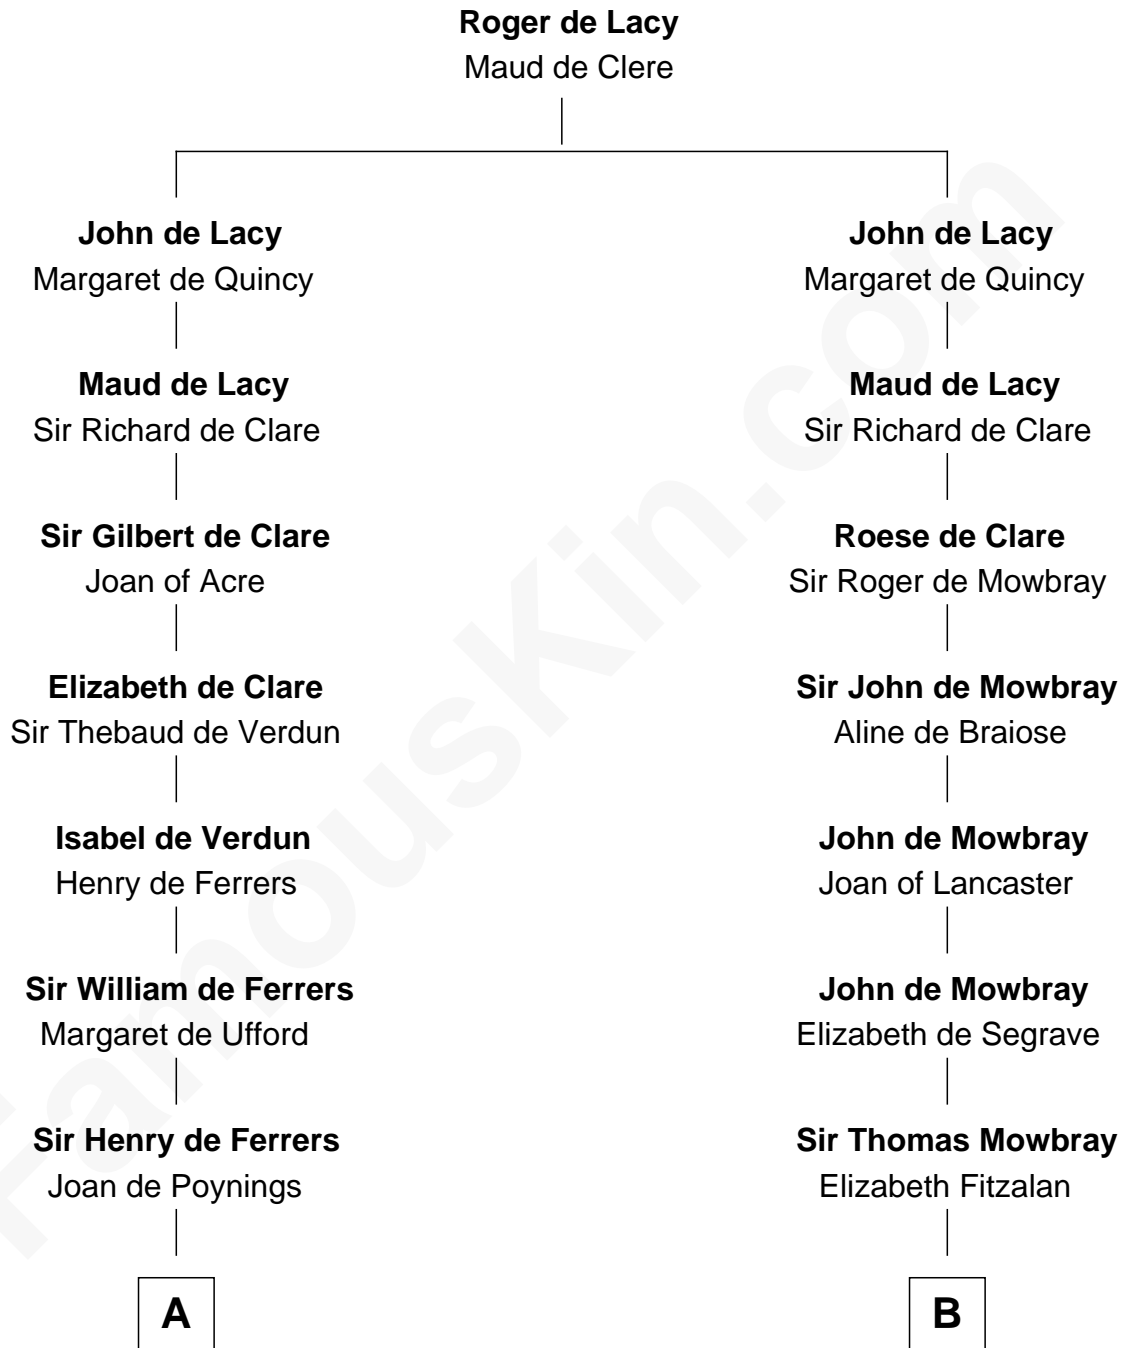 Roger de Lacy
Maud de Clere
John de Lacy
Margaret de Quincy
Maud de Lacy
Sir Richard de Clare
Sir Gilbert de Clare
Joan of Acre
Elizabeth de Clare
Sir Thebaud de Verdun
Isabel de Verdun
Henry de Ferrers
Sir William de Ferrers
Margaret de Ufford
Sir Henry de Ferrers
Joan de Poynings
A
John de Lacy
Margaret de Quincy
Maud de Lacy
Sir Richard de Clare
Roese de Clare
Sir Roger de Mowbray
Sir John de Mowbray
Aline de Braiose
John de Mowbray
Joan of Lancaster
John de Mowbray
Elizabeth de Segrave
Sir Thomas Mowbray
Elizabeth Fitzalan
B
FamousKin.com